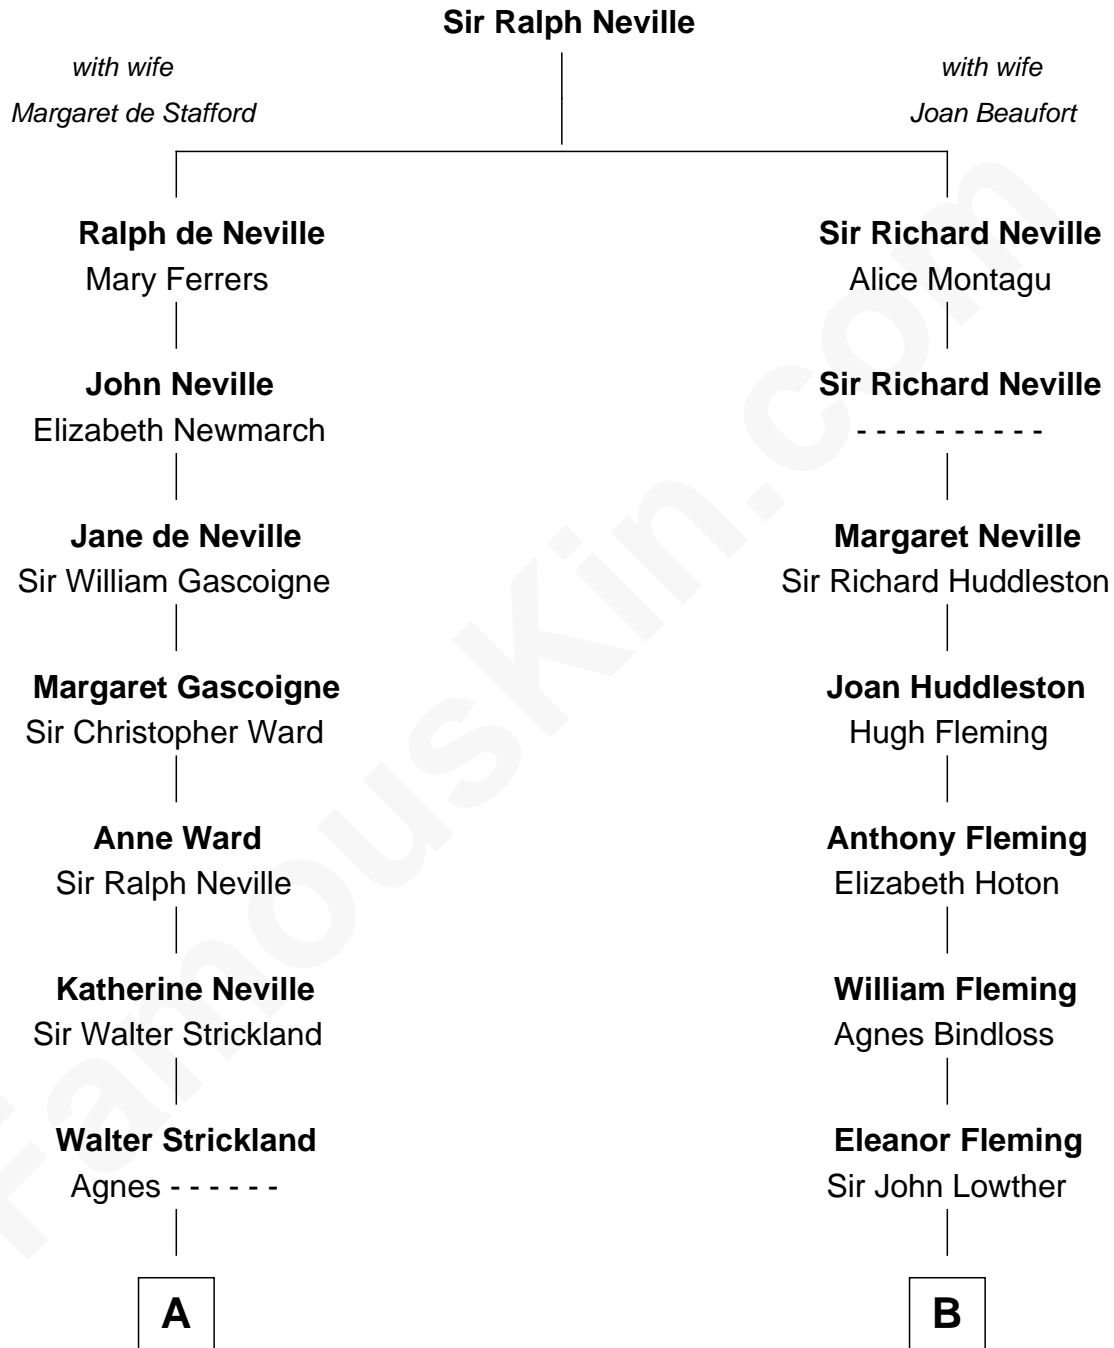 Sir Ralph Neville
with wife
Margaret de Stafford
with wife
Joan Beaufort
Ralph de Neville
Mary Ferrers
John Neville
Elizabeth Newmarch
Jane de Neville
Sir William Gascoigne
Margaret Gascoigne
Sir Christopher Ward
Anne Ward
Sir Ralph Neville
Katherine Neville
Sir Walter Strickland
Walter Strickland
Agnes - - - - - -
A
Sir Richard Neville
Alice Montagu
Sir Richard Neville
- - - - - - - - - -
Margaret Neville
Sir Richard Huddleston
Joan Huddleston
Hugh Fleming
Anthony Fleming
Elizabeth Hoton
William Fleming
Agnes Bindloss
Eleanor Fleming
Sir John Lowther
B
FamousKin.com